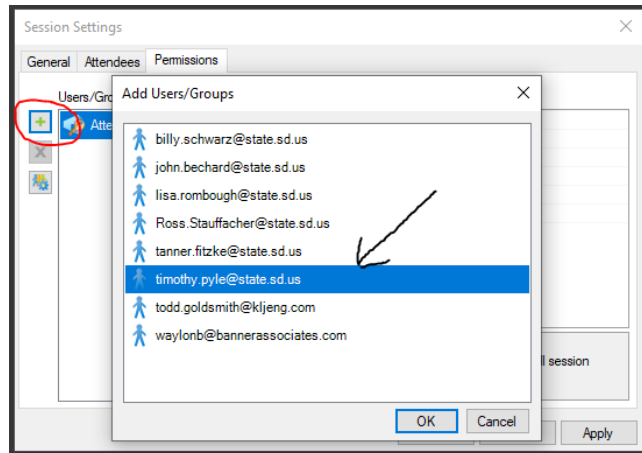 Session Settings
General Attendees Permissions
Users/Gro
Atte
Add Users/Groups
billy.schwarz@state.sd.us
john.bechard@state.sd.us
lisa.rombough@state.sd.us
Ross.Stauffacher@state.sd.us
tanner.fitzke@state.sd.us
timothy.pyle@state.sd.us
todd.goldsmith@kljeng.com
waylonb@bannerassociates.com
ll session
OK Cancel
Apply